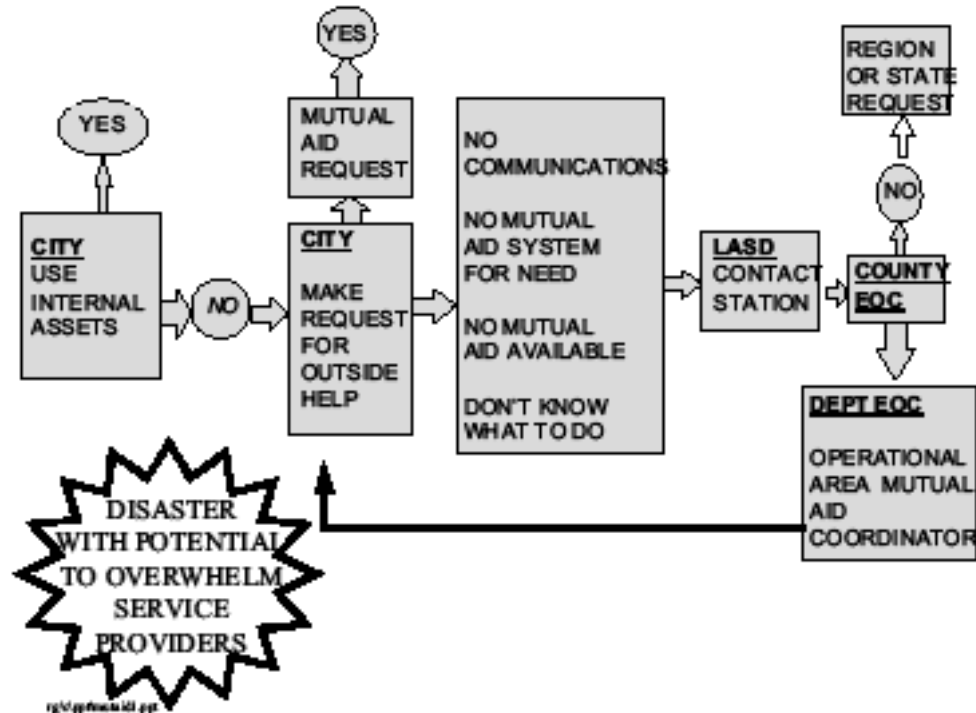 YES
CITY
USE
INTERNAL
ASSETS
NO
YES
MUTUAL
AID
REQUEST
CITY
MAKE
REQUEST
FOR
OUTSIDE
HELP
NO
COMMUNICATIONS
NO MUTUAL
AID SYSTEM
FOR NEED
NO MUTUAL
AID AVAILABLE
DON'T KNOW
WHAT TO DO
LASD
CONTACT
STATION
REGION
OR STATE
REQUEST
NO
COUNTY
EOC
DEPT EOC
OPERATIONAL
AREA MUTUAL
AID
COORDINATOR
DISASTER
WITH POTENTIAL
TO OVERWHELM
SERVICE
PROVIDERS